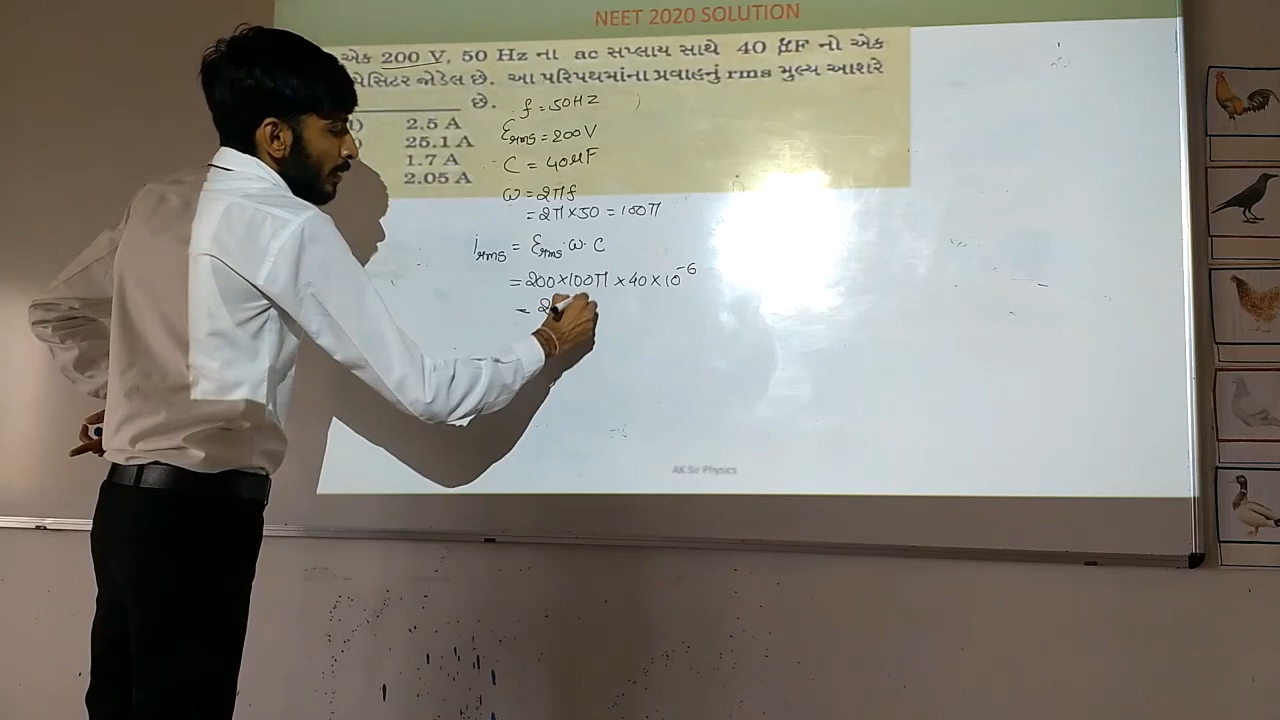 NEET 2020 SOLUTION
એક 200 V, 50 Hz ના ac સપ્લાય સાથે 40 μF નો એક
પેસિટર જોડેલ છે. આ પરિપથમાંના પ્રવાહનું rms મુલ્ય આશરે
છે.
2.5 A
25.1 A
1.7 A
2.05 A
f = 50HZ
Ɛrms = 200V
C = 40μF
ω = 2πf
= 2π×50 = 100π
irms = Ɛrms·ω·C
= 200×100π×40×10⁻⁶
=
AK Sir Physics